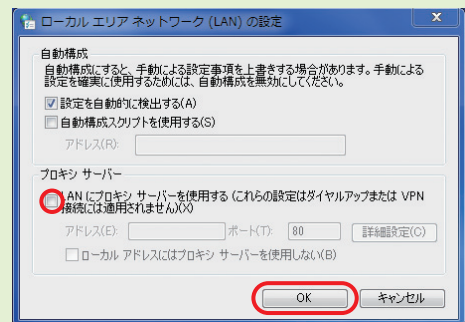 ローカル エリア ネットワーク (LAN) の設定
自動構成
自動構成にすると、手動による設定事項を上書きする場合があります。手動による
設定を確実に使用するためには、自動構成を無効にしてください。
設定を自動的に検出する(A)
自動構成スクリプトを使用する(S)
アドレス(R):
プロキシ サーバー
LAN にプロキシ サーバーを使用する (これらの設定はダイヤルアップまたは VPN
接続には適用されません)(X)
アドレス(E): ポート(T): 80 詳細設定(C)
ローカル アドレスにはプロキシ サーバーを使用しない(B)
OK キャンセル